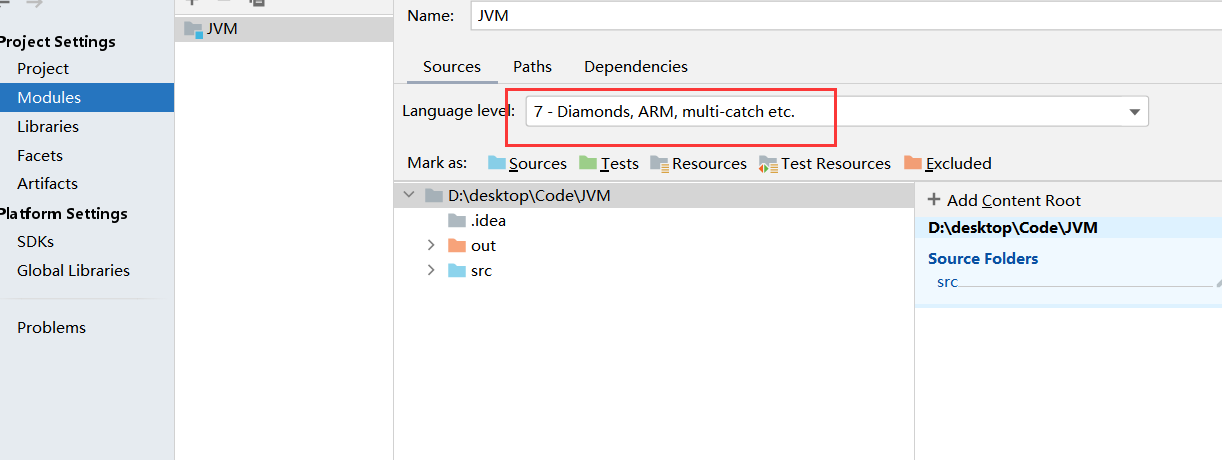 Project Settings
Project
Modules
Libraries
Facets
Artifacts
Platform Settings
SDKs
Global Libraries
Problems
JVM
Name: JVM
Sources Paths Dependencies
Language level: 7 - Diamonds, ARM, multi-catch etc.
Mark as: Sources Tests Resources Test Resources Excluded
D:\desktop\Code\JVM
.idea
out
src
+ Add Content Root
D:\desktop\Code\JVM
Source Folders
src